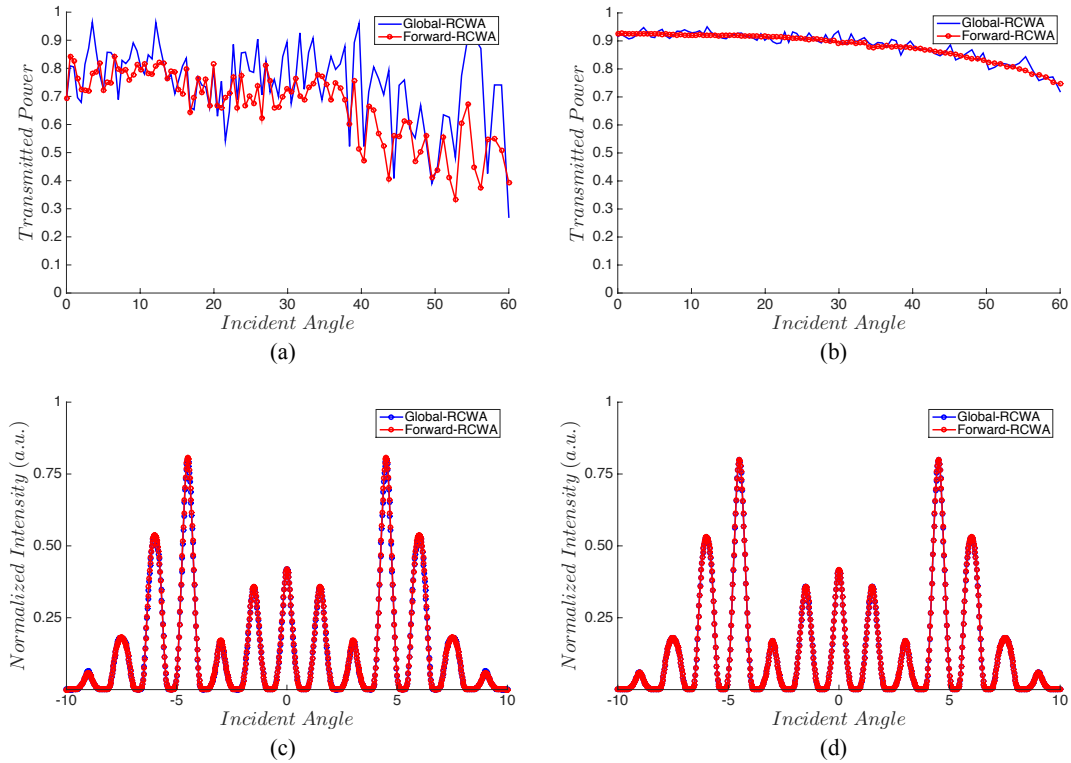 1
0.9
0.8
0.7
0.6
0.5
0.4
0.3
0.2
0.1
0
Transmitted Power
Global-RCWA
Forward-RCWA
0 10 20 30 40 50 60
Incident Angle
(a)
1
0.9
0.8
0.7
0.6
0.5
0.4
0.3
0.2
0.1
0
Transmitted Power
Global-RCWA
Forward-RCWA
0 10 20 30 40 50 60
Incident Angle
(b)
1
0.75
0.50
0.25
Normalized Intensity (a.u.)
Global-RCWA
Forward-RCWA
-10 -5 0 5 10
Incident Angle
(c)
1
0.75
0.50
0.25
Normalized Intensity (a.u.)
Global-RCWA
Forward-RCWA
-10 -5 0 5 10
Incident Angle
(d)